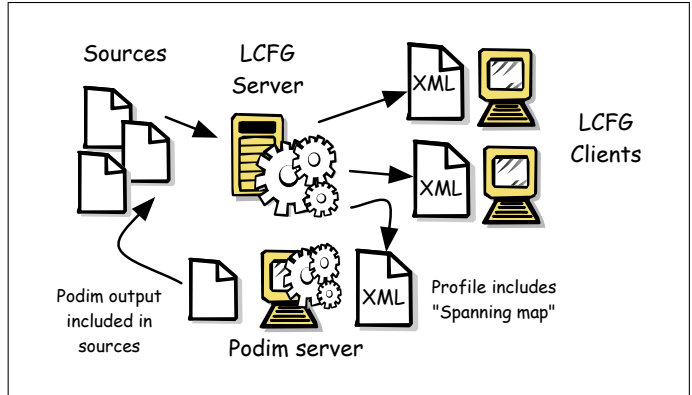 Sources
LCFG
Server
XML
XML
LCFG
Clients
Podim output
included in
sources
Podim server
XML
Profile includes
"Spanning map"